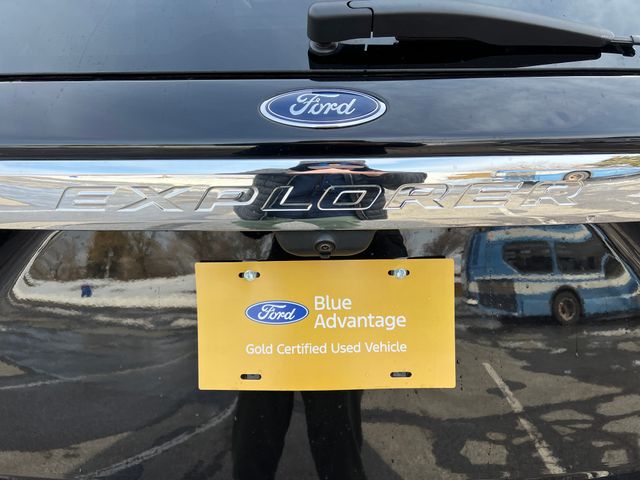 Ford
EXPLORER
Ford
Blue
Advantage
Gold Certified Used Vehicle